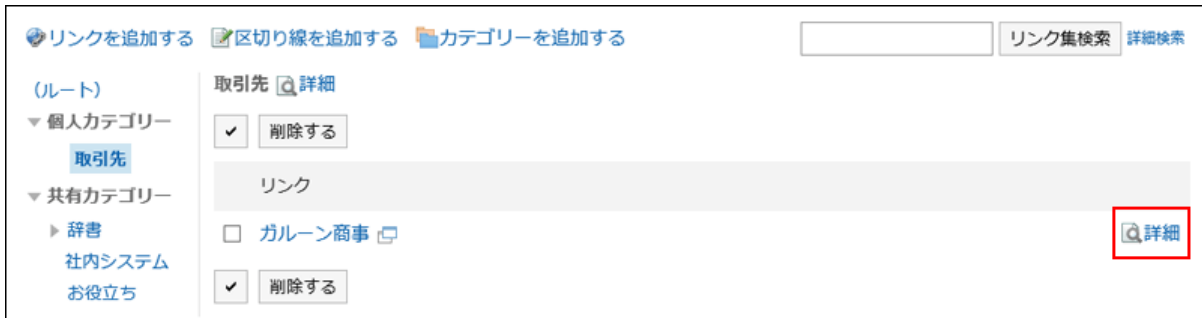 リンクを追加する 区切り線を追加する カテゴリーを追加する リンク集検索 詳細検索
(ルート)
個人カテゴリー
取引先
共有カテゴリー
辞書
社内システム
お役立ち
取引先 詳細
削除する
リンク
ガルーン商事 詳細
削除する